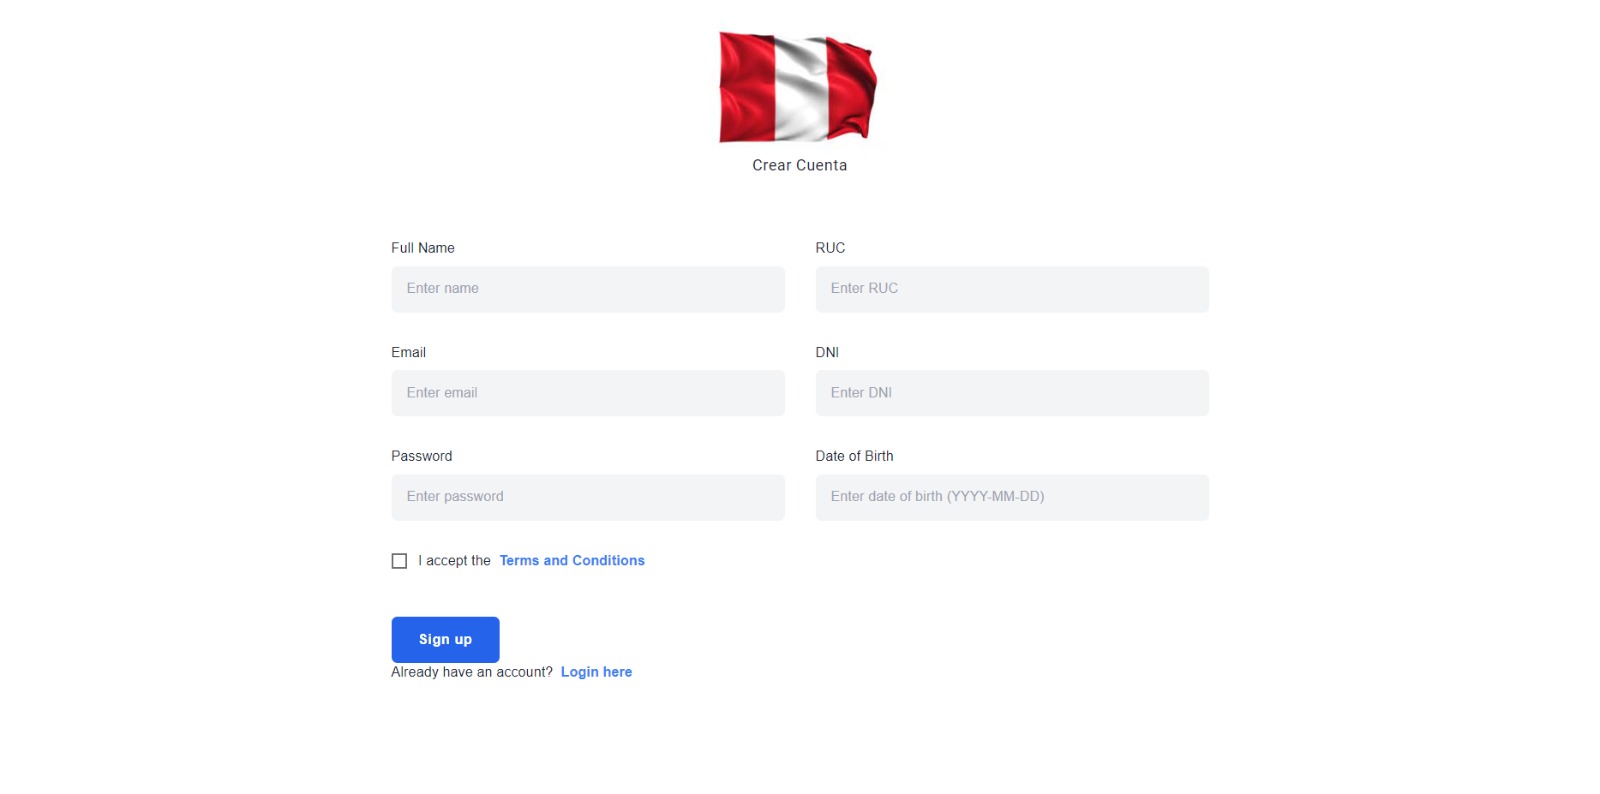 Crear Cuenta
Full Name
RUC
Enter name
Enter RUC
Email
DNI
Enter email
Enter DNI
Password
Date of Birth
Enter password
Enter date of birth (YYYY-MM-DD)
I accept the Terms and Conditions
Sign up
Already have an account? Login here